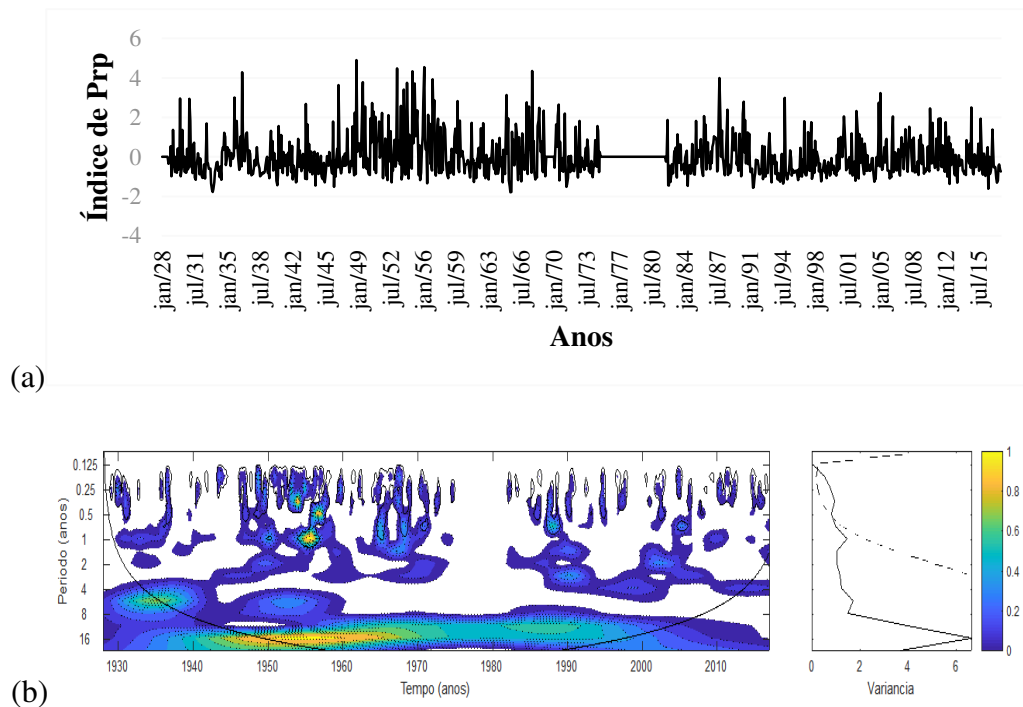 6
4
2
0
-2
-4
Índice de Prp
jan/28
jul/31
jan/35
jul/38
jan/42
jul/45
jan/49
jul/52
jan/56
jul/59
jan/63
jul/66
jan/70
jul/73
jan/77
jul/80
jan/84
jul/87
jan/91
jul/94
jan/98
jul/01
jan/05
jul/08
jan/12
jul/15
Anos
(a)
0.125
0.25
0.5
1
2
4
8
16
Periodo (anos)
1930 1940 1950 1960 1970 1980 1990 2000 2010
Tempo (anos)
0 2 4 6
Variancia
1
0.8
0.6
0.4
0.2
0
(b)